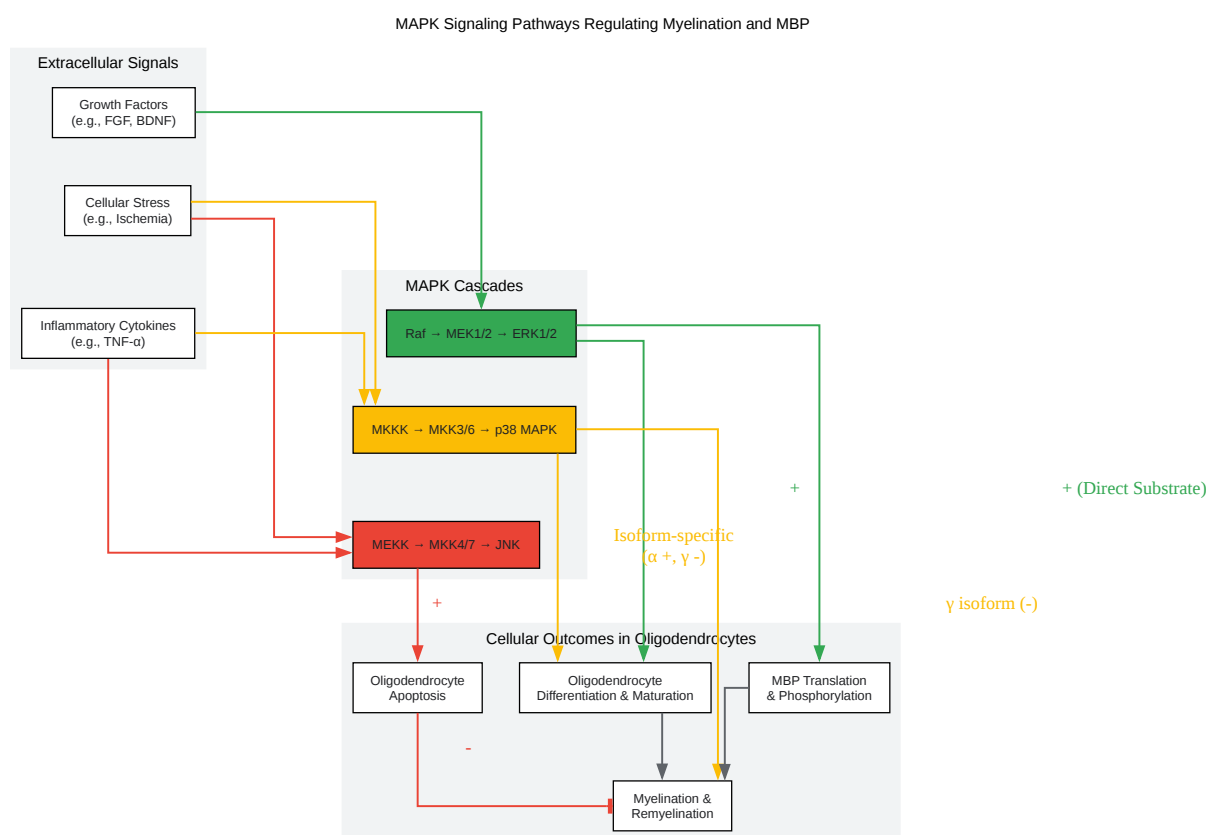 MAPK Signaling Pathways Regulating Myelination and MBP
Extracellular Signals
Growth Factors
(e.g., FGF, BDNF)
Cellular Stress
(e.g., Ischemia)
Inflammatory Cytokines
(e.g., TNF-α)
MAPK Cascades
Raf → MEK1/2 → ERK1/2
MKKK → MKK3/6 → p38 MAPK
MEKK → MKK4/7 → JNK
+
+ (Direct Substrate)
Isoform-specific
(α +, γ -)
+
γ isoform (-)
Cellular Outcomes in Oligodendrocytes
Oligodendrocyte
Apoptosis
Oligodendrocyte
Differentiation & Maturation
MBP Translation
& Phosphorylation
-
Myelination &
Remyelination